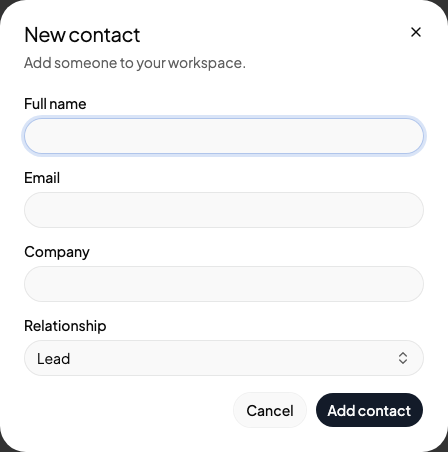 New contact
Add someone to your workspace.
Full name
Email
Company
Relationship
Lead
Cancel
Add contact